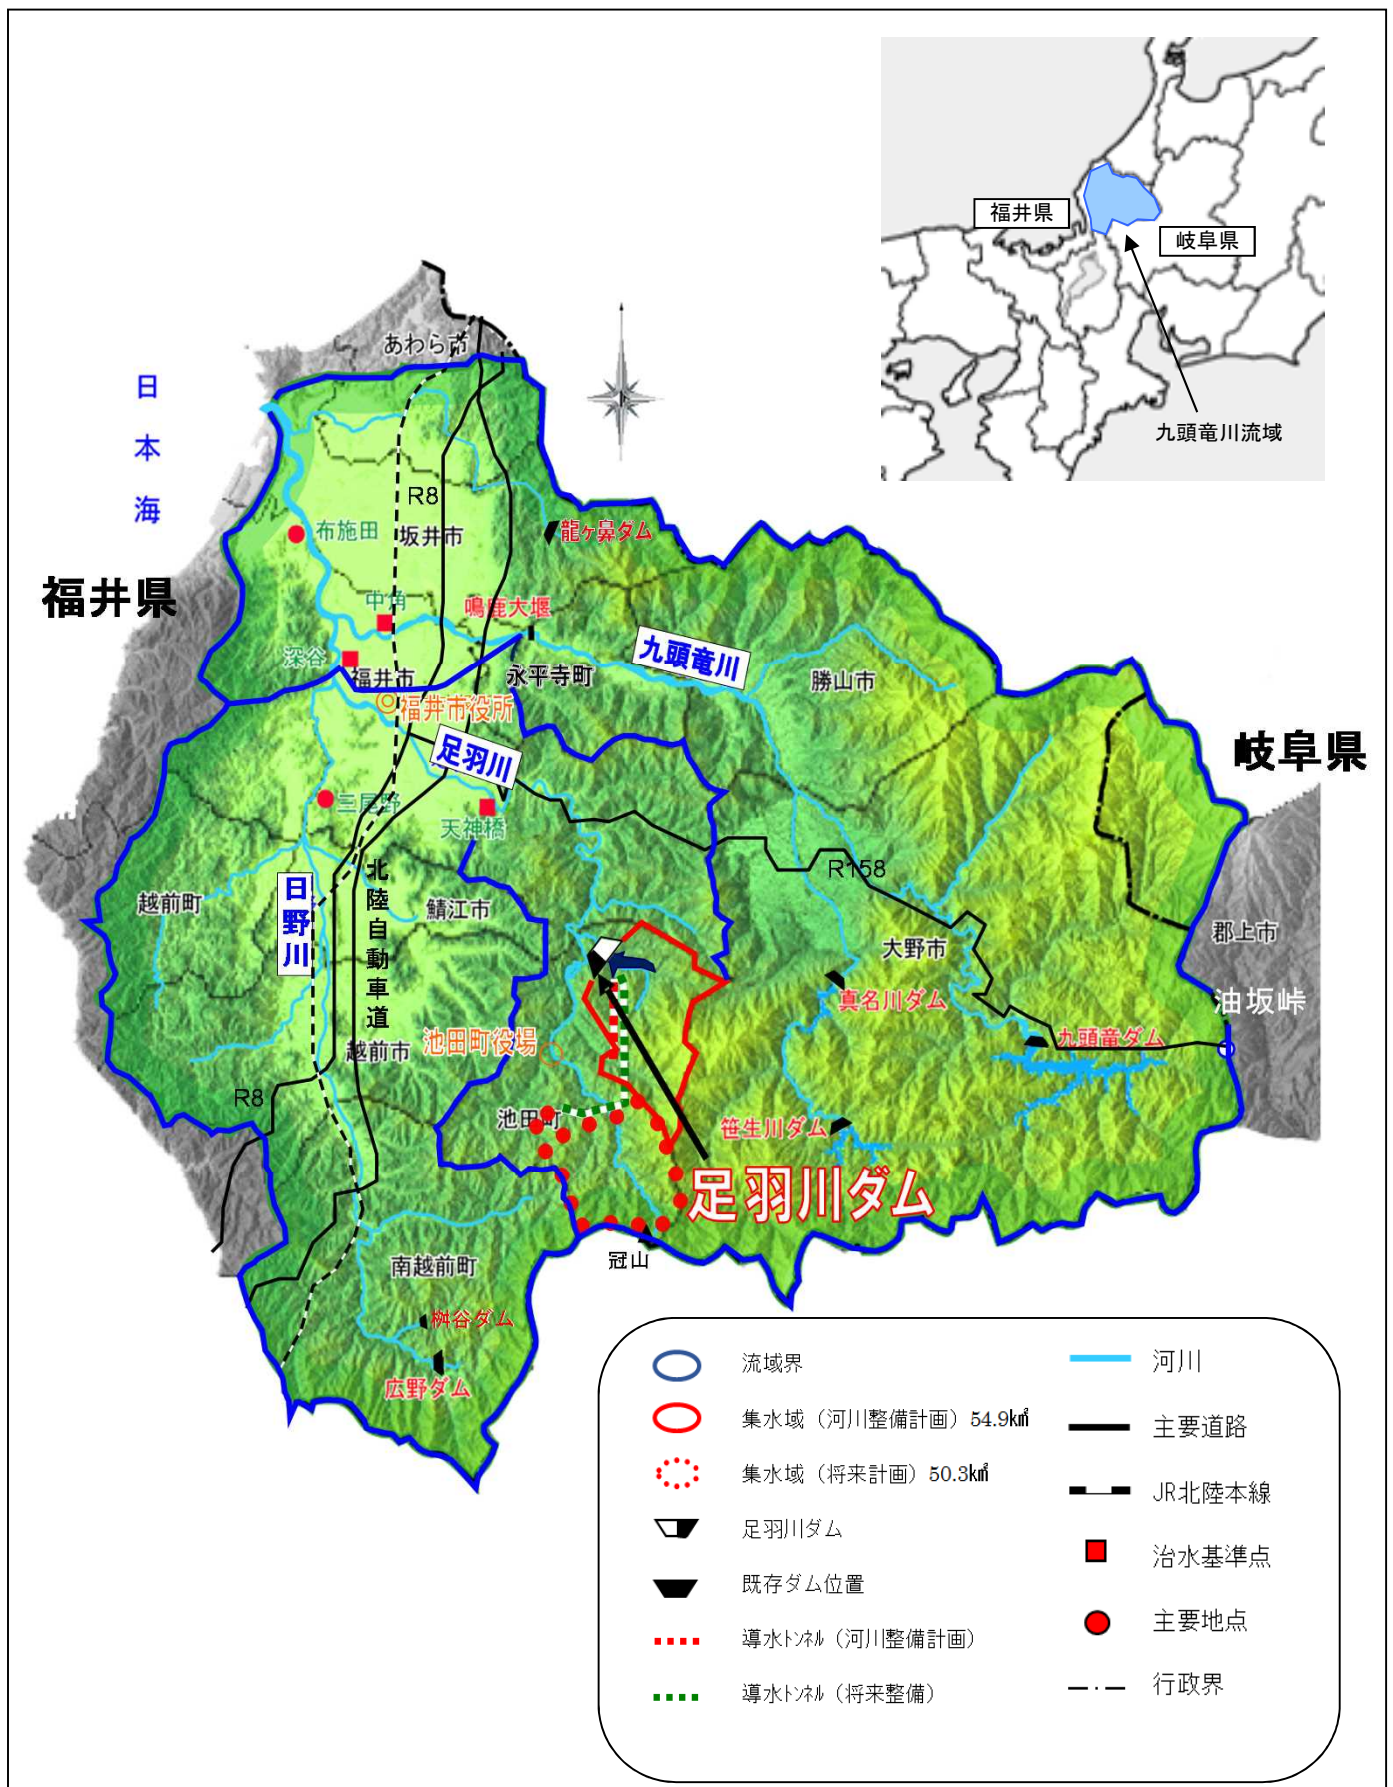 福井県
岐阜県
九頭竜川流域
あわら市
日本海
R8
布施田
坂井市
龍ヶ鼻ダム
福井県
中角
鳴鹿大堰
深谷
福井市
永平寺町
九頭竜川
勝山市
福井市役所
足羽川
岐阜県
三尾野
天神橋
R158
北陸自動車道
日野川
越前町
鯖江市
大野市
郡上市
真名川ダム
油坂峠
池田町役場
越前市
九頭竜ダム
R8
池田町
笹生川ダム
足羽川ダム
冠山
南越前町
桝谷ダム
広野ダム
流域界
集水域（河川整備計画）54.9k㎡
集水域（将来計画）50.3k㎡
足羽川ダム
既存ダム位置
導水ﾄﾝﾈﾙ（河川整備計画）
導水ﾄﾝﾈﾙ（将来整備）
河川
主要道路
JR北陸本線
治水基準点
主要地点
行政界